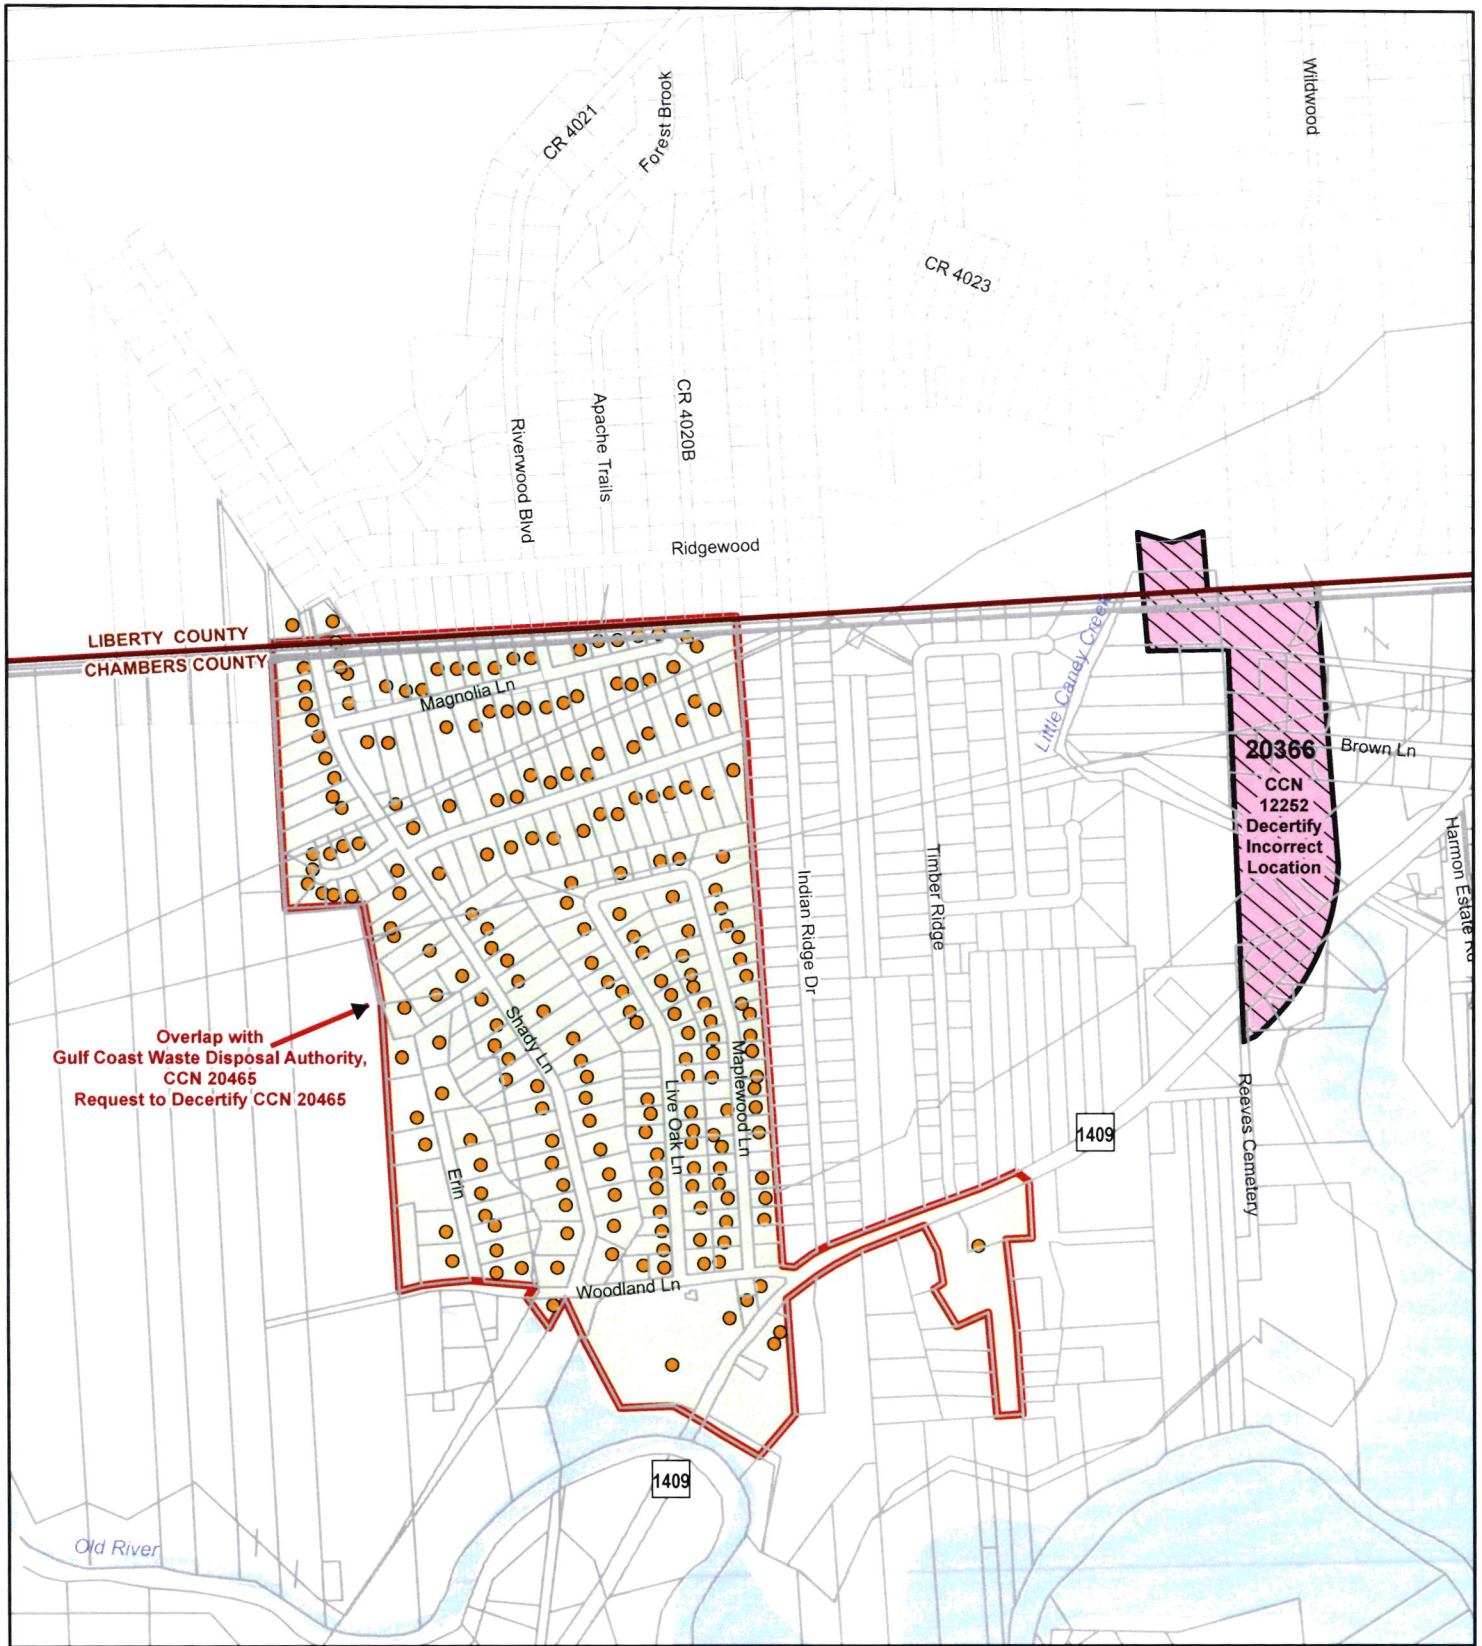 Wildwood
Forest Brook
CR 4021
CR 4023
CR 4020B
Apache Trails
Riverwood Blvd
Ridgewood
LIBERTY COUNTY
CHAMBERS COUNTY
Magnolia Ln
Little Caney Creek
20366
CCN
12252
Decertify
Incorrect
Location
Brown Ln
Harmon Estate Rd
Timber Ridge
Indian Ridge Dr
Overlap with
Gulf Coast Waste Disposal Authority,
CCN 20465
Request to Decertify CCN 20465
Shady Ln
Maplewood Ln
Live Oak Ln
Erin
1409
Reeves Cemetery
Woodland Ln
1409
Old River